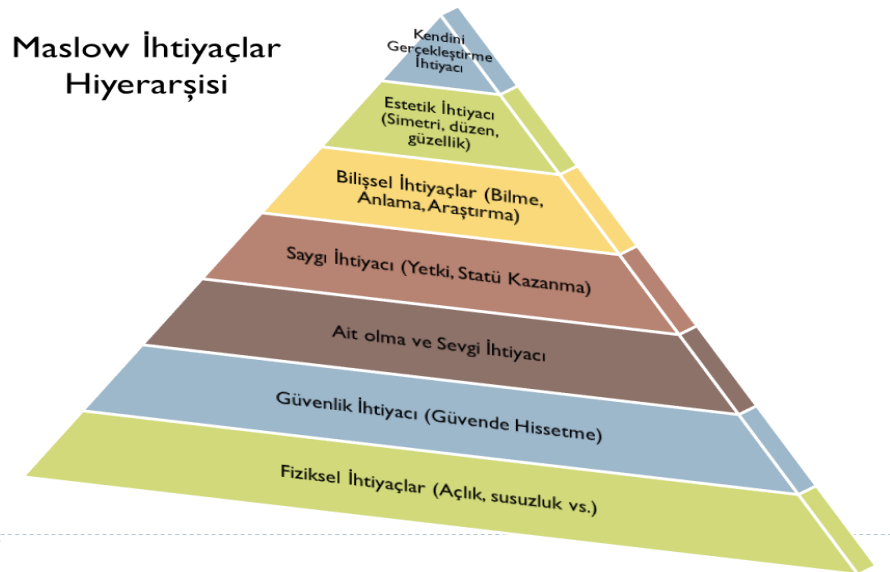 Maslow İhtiyaçlar
Hiyerarşisi
Kendini
Gerçekleştirme
İhtiyacı
Estetik İhtiyacı
(Simetri, düzen,
güzellik)
Bilişsel İhtiyaçlar (Bilme,
Anlama, Araştırma)
Saygı İhtiyacı (Yetki, Statü Kazanma)
Ait olma ve Sevgi İhtiyacı
Güvenlik İhtiyacı (Güvende Hissetme)
Fiziksel İhtiyaçlar (Açlık, susuzluk vs.)